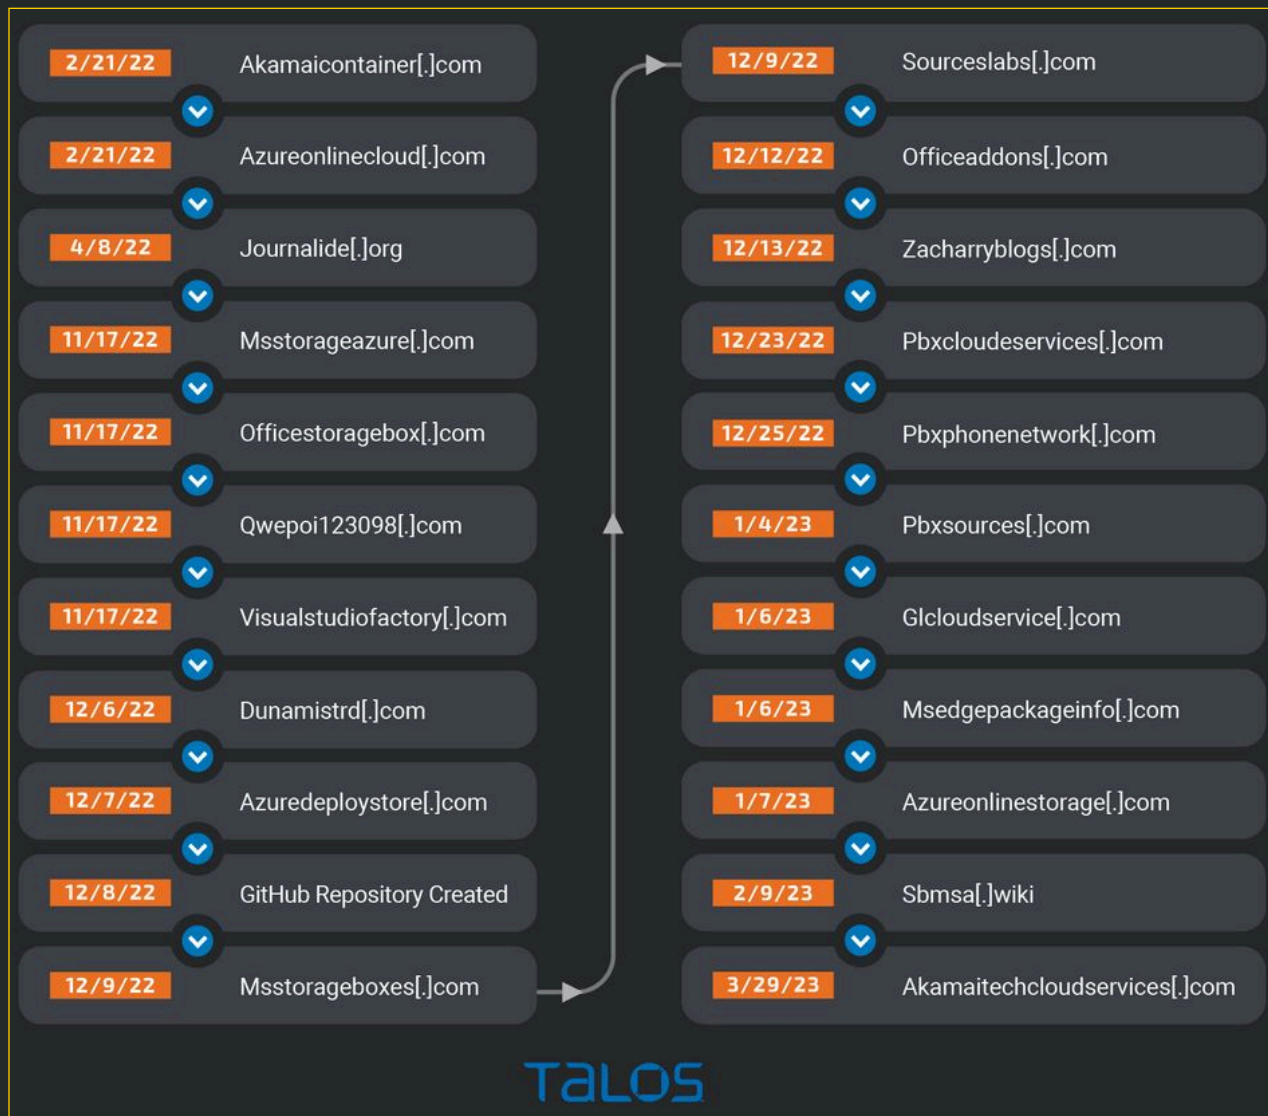 2/21/22 Akamaicontainer[.]com
2/21/22 Azureonlinecloud[.]com
4/8/22 Journalide[.]org
11/17/22 Msstorageazure[.]com
11/17/22 Officestoragebox[.]com
11/17/22 Qwepoi123098[.]com
11/17/22 Visualstudiofactory[.]com
12/6/22 Dunamistrd[.]com
12/7/22 Azuredeploystore[.]com
12/8/22 GitHub Repository Created
12/9/22 Msstorageboxes[.]com
12/9/22 Sourceslabs[.]com
12/12/22 Officeaddons[.]com
12/13/22 Zacharryblogs[.]com
12/23/22 Pbxcloudeservices[.]com
12/25/22 Pbxphonenetwork[.]com
1/4/23 Pbxsources[.]com
1/6/23 Glcloudservice[.]com
1/6/23 Msedgepackageinfo[.]com
1/7/23 Azureonlinestorage[.]com
2/9/23 Sbmsa[.]wiki
3/29/23 Akamaitechcloudservices[.]com
TALOS